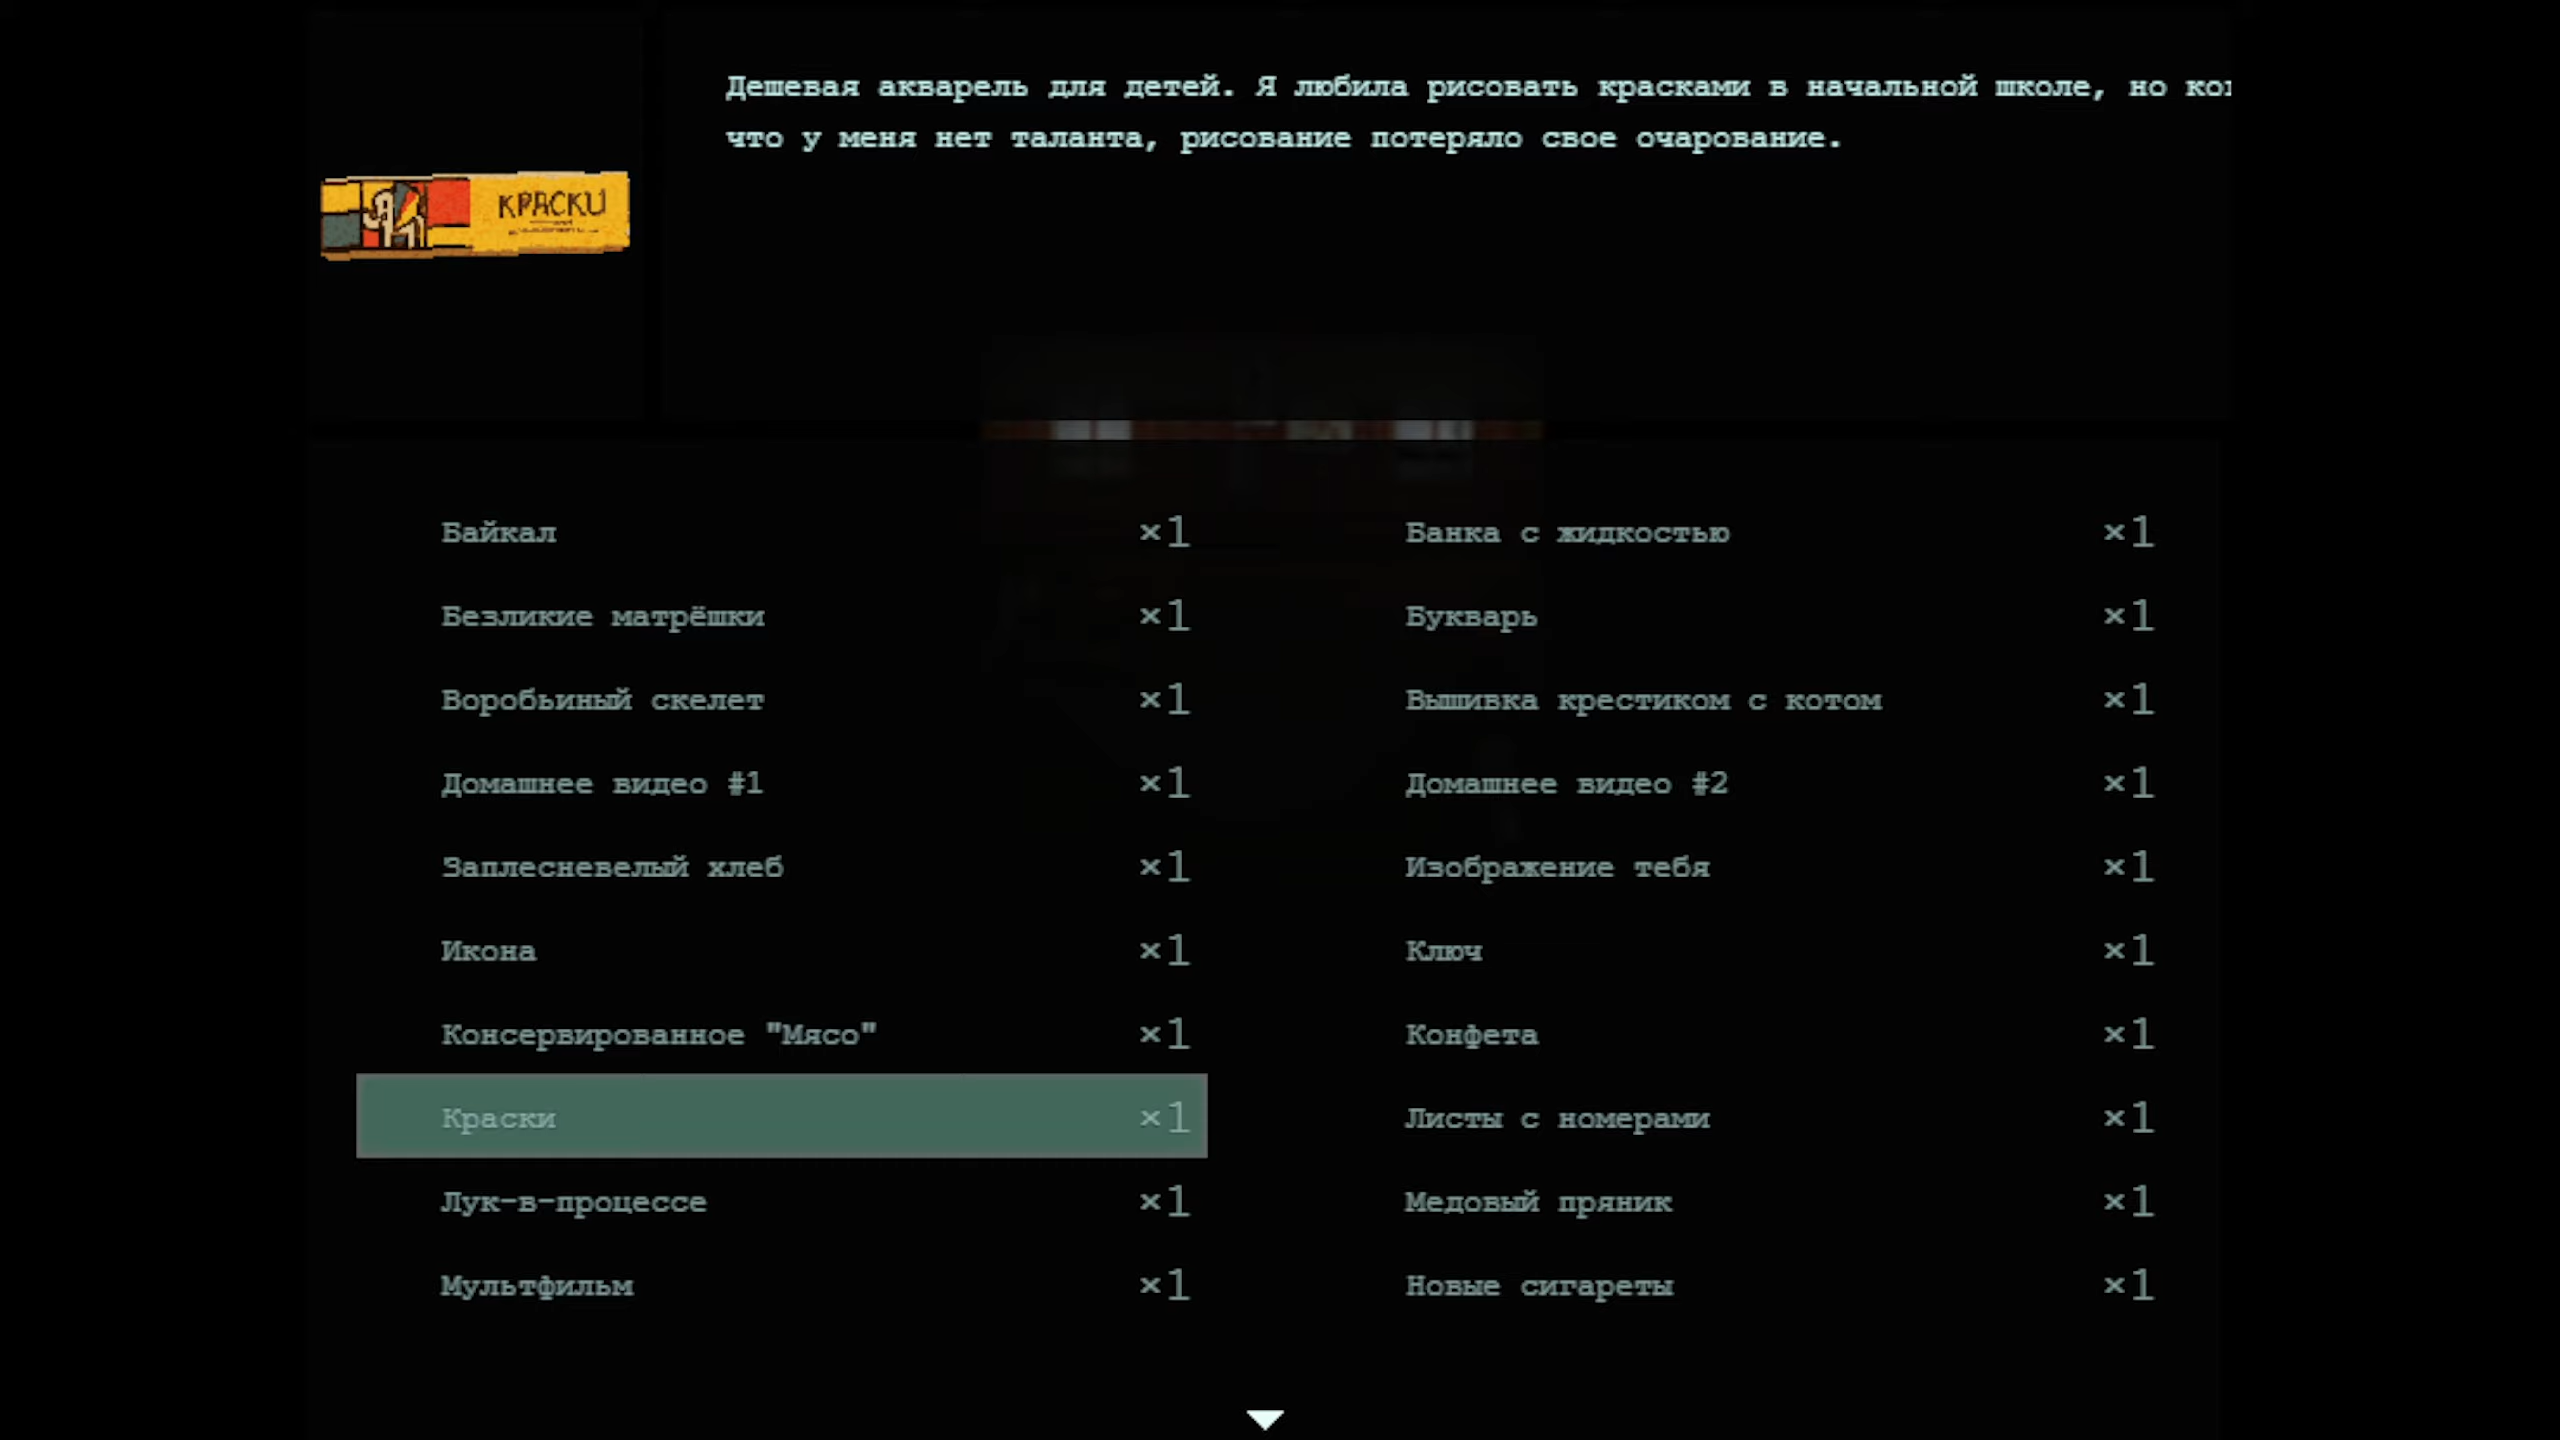 Дешевая акварель для детей. Я любила рисовать красками в начальной школе, но
что у меня нет таланта, рисование потеряло свое очарование.
КРАСКИ
Байкал ×1 Банка с жидкостью ×1
Безликие матрёшки ×1 Букварь ×1
Воробьиный скелет ×1 Вышивка крестиком с котом ×1
Домашнее видео #1 ×1 Домашнее видео #2 ×1
Заплесневелый хлеб ×1 Изображение тебя ×1
Икона ×1 Ключ ×1
Консервированное "Мясо" ×1 Конфета ×1
Краски ×1 Листы с номерами ×1
Лук-в-процессе ×1 Медовый пряник ×1
Мультфильм ×1 Новые сигареты ×1